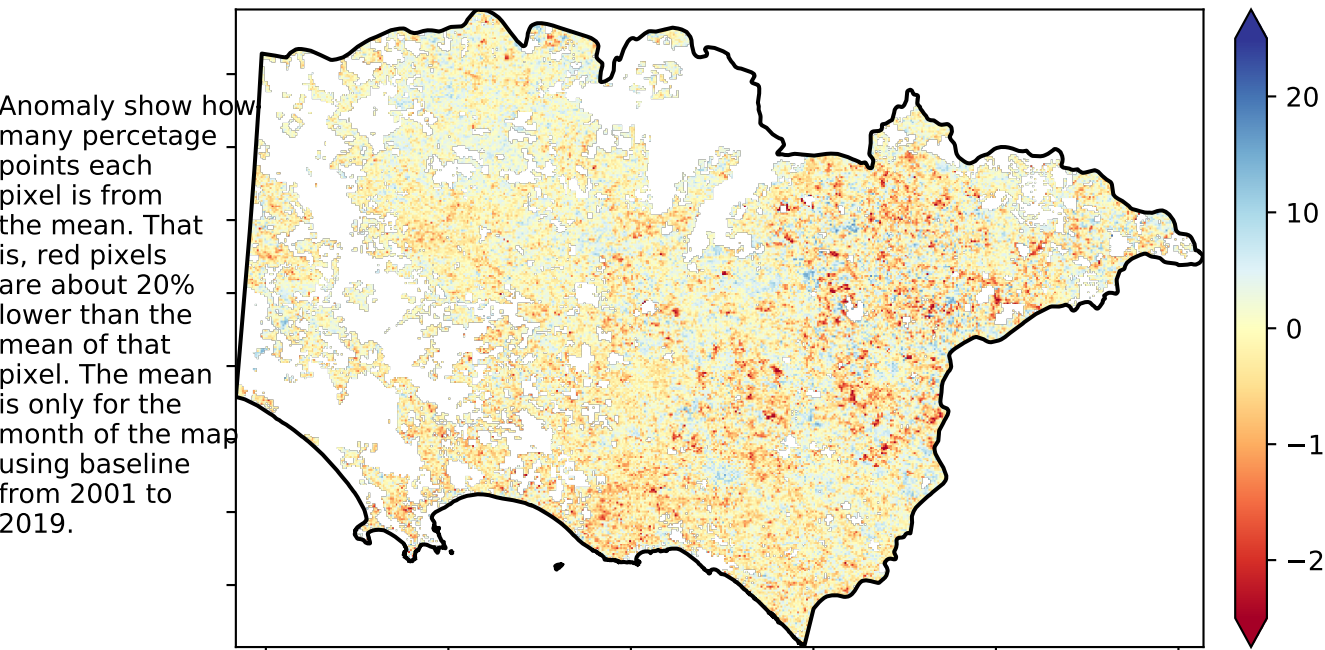 Anomaly show how
many percetage
points each
pixel is from
the mean. That
is, red pixels
are about 20%
lower than the
mean of that
pixel. The mean
is only for the
month of the map
using baseline
from 2001 to
2019.
20
10
0
−1
−2